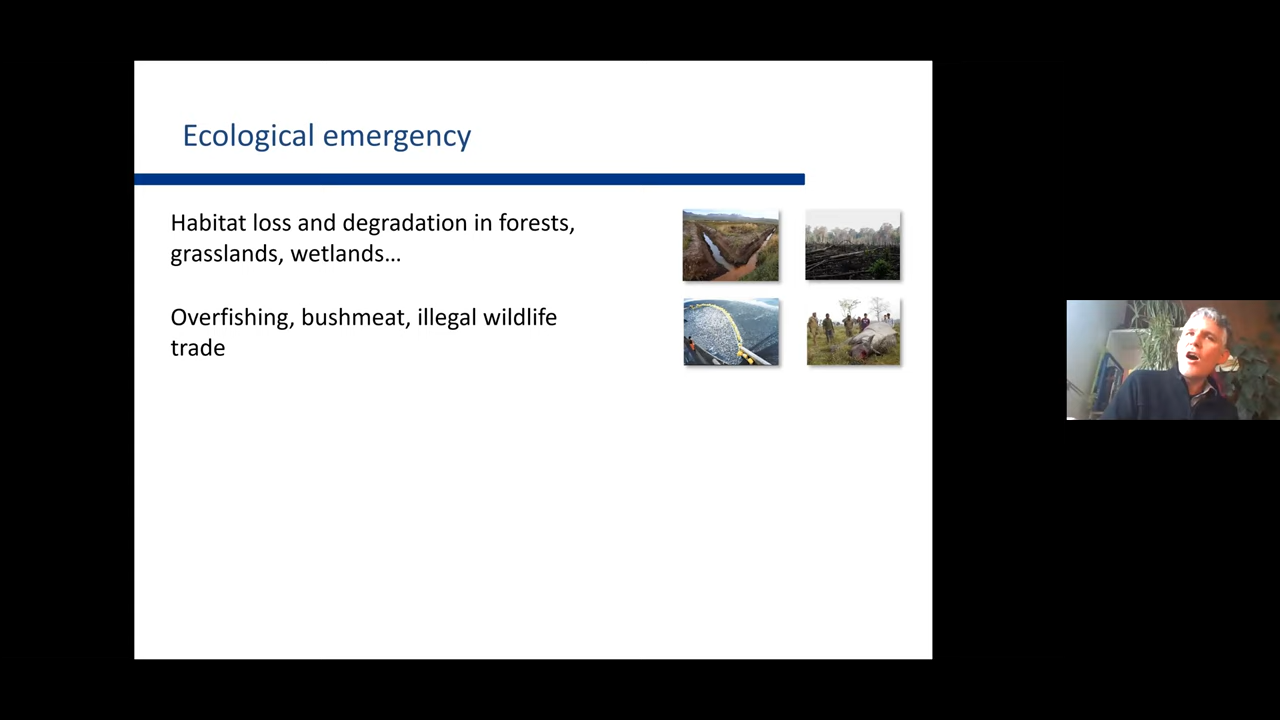 Ecological emergency
Habitat loss and degradation in forests,
grasslands, wetlands…
Overfishing, bushmeat, illegal wildlife
trade